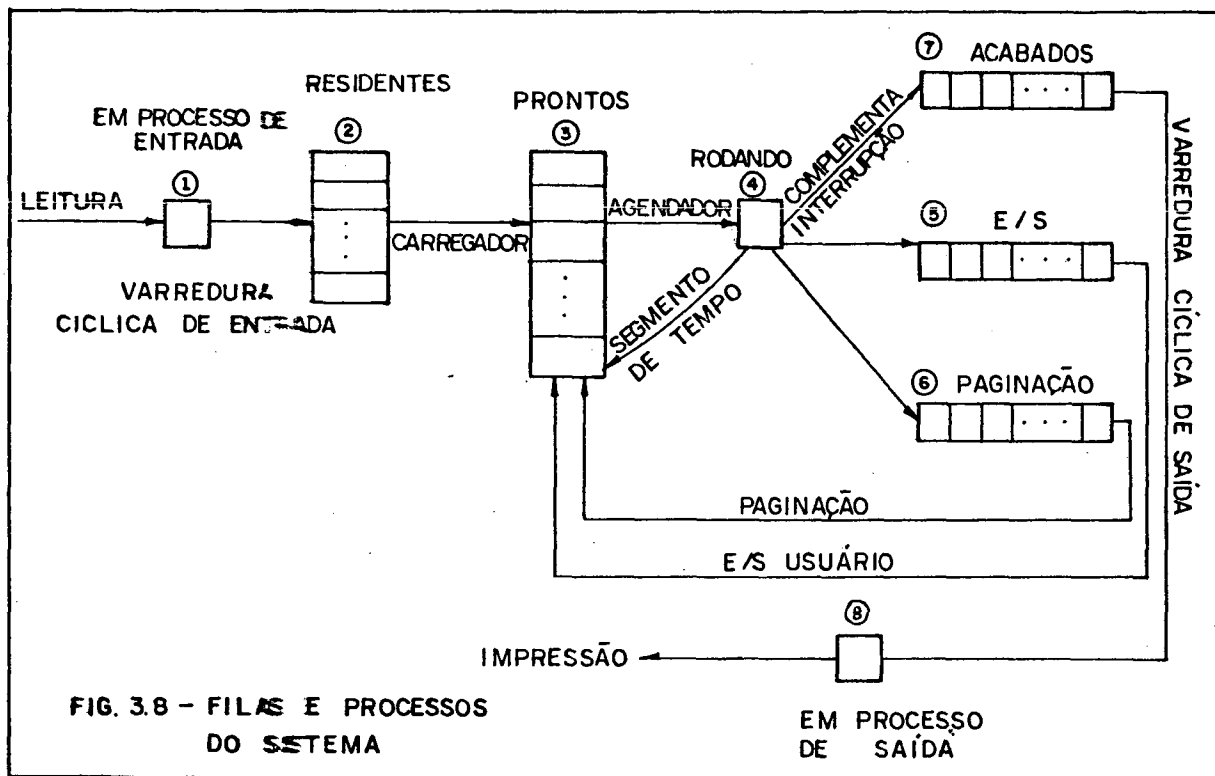 LEITURA
EM PROCESSO DE
ENTRADA
①
VARREDURA
CÍCLICA DE ENTRADA
RESIDENTES
②
CARREGADOR
PRONTOS
③
AGENDADOR
RODANDO
④
SEGMENTO
DE TEMPO
COMPLEMENTA
INTERRUPÇÃO
⑦ ACABADOS
. . .
⑤ E/S
. . .
⑥ PAGINAÇÃO
. . .
PAGINAÇÃO
E/S USUÁRIO
VARREDURA CÍCLICA DE SAÍDA
⑧
IMPRESSÃO
EM PROCESSO
DE SAÍDA
FIG. 3.8 - FILAS E PROCESSOS
DO SETEMA